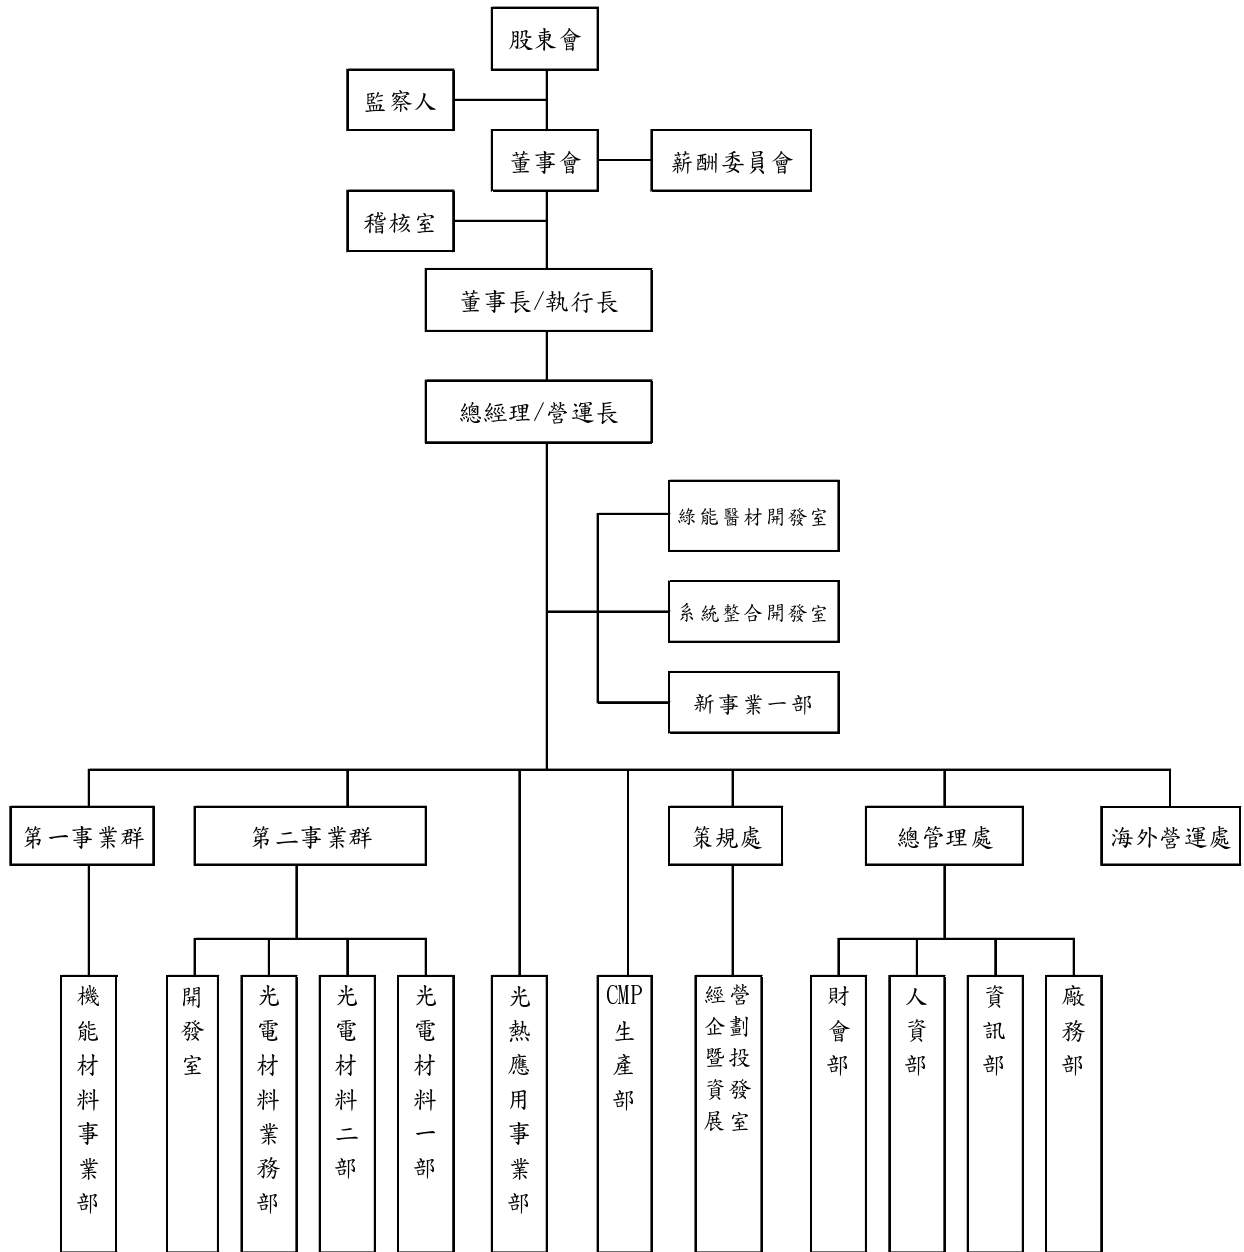 股東會
監察人
董事會
薪酬委員會
稽核室
董事長/執行長
總經理/營運長
綠能醫材開發室
系統整合開發室
新事業一部
第一事業群
第二事業群
策規處
總管理處
海外營運處
機能材料事業部
開發室
光電材料業務部
光電材料二部
光電材料一部
光熱應用事業部
CMP生產部
經營企劃暨投資發展室
財會部
人資部
資訊部
廠務部